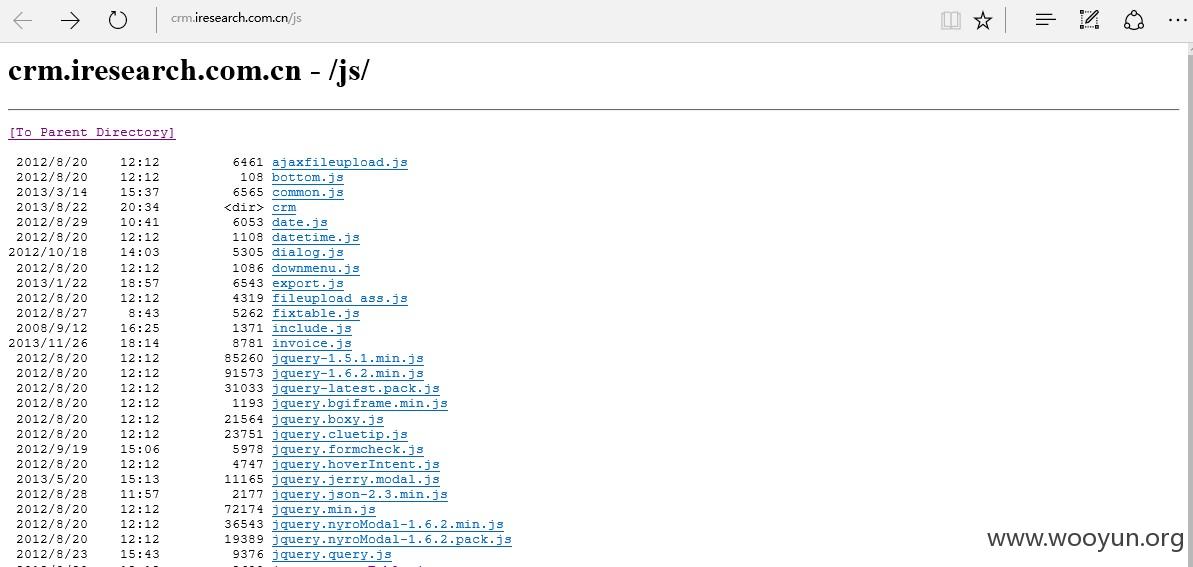 crm.iresearch.com.cn/js
crm.iresearch.com.cn - /js/
[To Parent Directory]
2012/8/20 12:12 6461 ajaxfileupload.js
2012/8/20 12:12 108 bottom.js
2013/3/14 15:37 6565 common.js
2013/8/22 20:34 <dir> crm
2012/8/29 10:41 6053 date.js
2012/8/20 12:12 1108 datetime.js
2012/10/18 14:03 5305 dialog.js
2012/8/20 12:12 1086 downmenu.js
2013/1/22 18:57 6543 export.js
2012/8/20 12:12 4319 fileupload_ass.js
2012/8/27 8:43 5262 fixtable.js
2008/9/12 16:25 1371 include.js
2013/11/26 18:14 8781 invoice.js
2012/8/20 12:12 85260 jquery-1.5.1.min.js
2012/8/20 12:12 91573 jquery-1.6.2.min.js
2012/8/20 12:12 31033 jquery-latest.pack.js
2012/8/20 12:12 1193 jquery.bgiframe.min.js
2012/8/20 12:12 21564 jquery.boxy.js
2012/8/20 12:12 23751 jquery.cluetip.js
2012/9/19 15:06 5978 jquery.formcheck.js
2012/8/20 12:12 4747 jquery.hoverIntent.js
2013/5/20 15:13 11165 jquery.jerry.modal.js
2012/8/28 11:57 2177 jquery.json-2.3.min.js
2012/8/20 12:12 72174 jquery.min.js
2012/8/20 12:12 36543 jquery.nyroModal-1.6.2.min.js
2012/8/20 12:12 19389 jquery.nyroModal-1.6.2.pack.js
2012/8/23 15:43 9376 jquery.query.js
www.wooyun.org